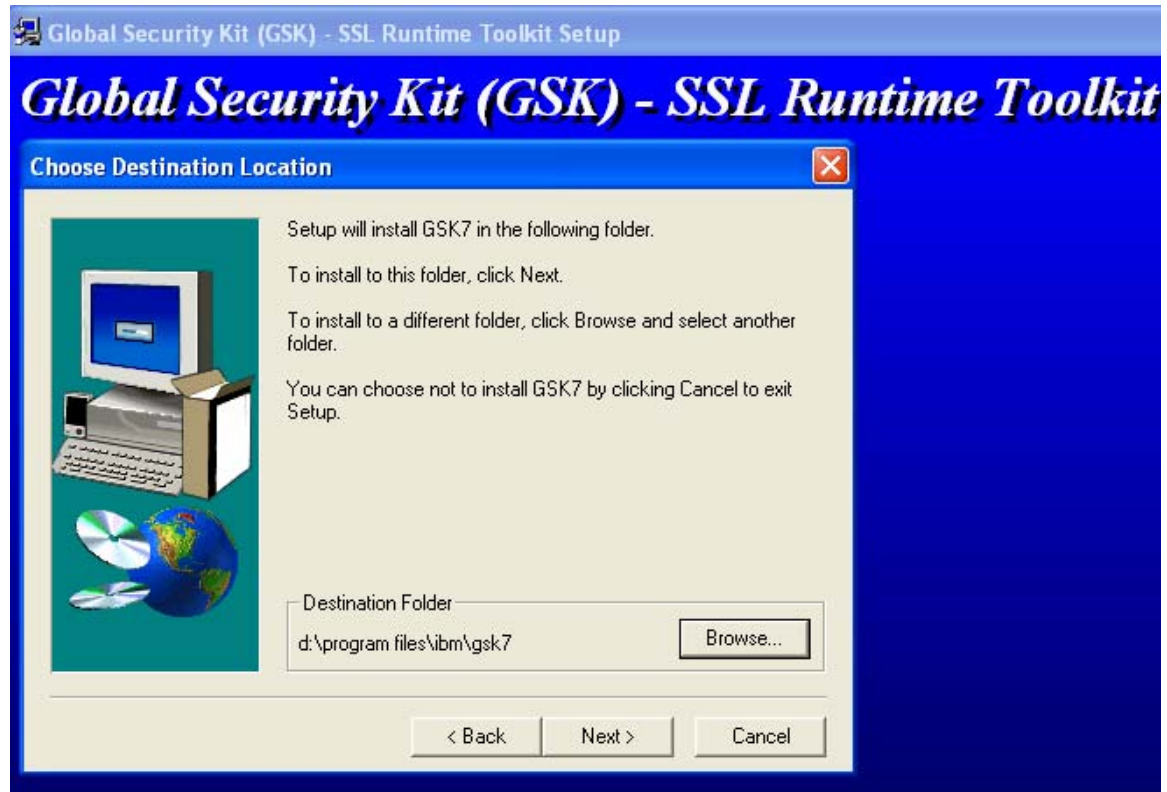 Global Security Kit (GSK) - SSL Runtime Toolkit Setup
Global Security Kit (GSK) - SSL Runtime Toolkit
Choose Destination Location
Setup will install GSK7 in the following folder.
To install to this folder, click Next.
To install to a different folder, click Browse and select another
folder.
You can choose not to install GSK7 by clicking Cancel to exit
Setup.
Destination Folder
d:\program files\ibm\gsk7
Browse...
< Back
Next >
Cancel